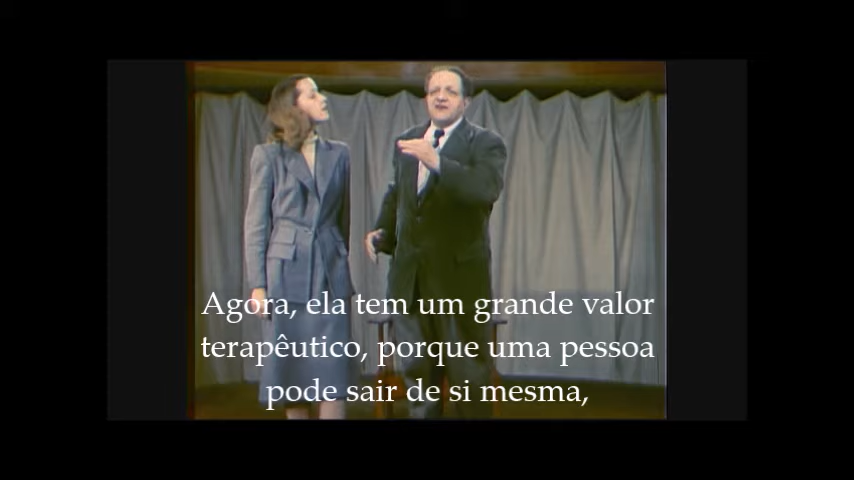 Agora, ela tem um grande valor
terapêutico, porque uma pessoa
pode sair de si mesma,